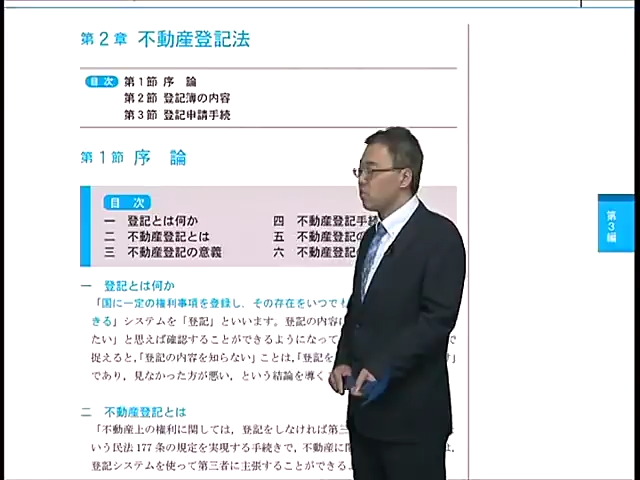 第2章 不動産登記法
目 次 第1節 序 論
第2節 登記簿の内容
第3節 登記申請手続
第1節 序 論
目 次
一 登記とは何か 四 不動産登記手続
二 不動産登記とは 五 不動産登記の
三 不動産登記の意義 六 不動産登記
第3編
一 登記とは何か
「国に一定の権利事項を登録し，その存在をいつでも
きる」システムを「登記」といいます。登記の内容
たい」と思えば確認することができるようになって で
捉えると，「登記の内容を知らない」ことは，「登記を
であり，見なかった方が悪い，という結論を導く
二 不動産登記とは
「不動産上の権利に関しては，登記をしなければ第三
いう民法177条の規定を実現する手続きで，不動産に
登記システムを使って第三者に主張することができる